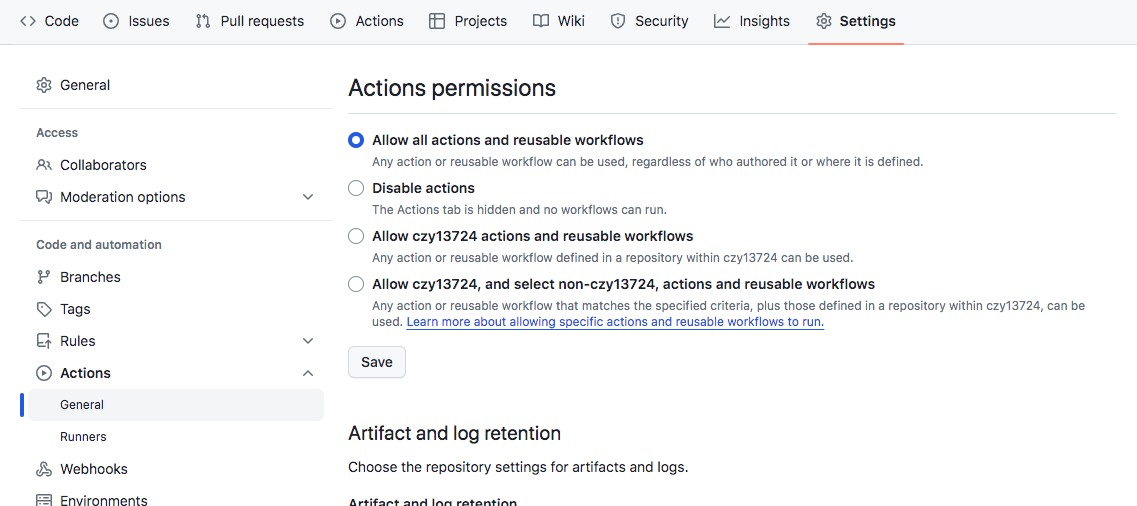 Code Issues Pull requests Actions Projects Wiki Security Insights Settings
General
Access
Collaborators
Moderation options
Code and automation
Branches
Tags
Rules
Actions
General
Runners
Webhooks
Environments
Actions permissions
Allow all actions and reusable workflows
Any action or reusable workflow can be used, regardless of who authored it or where it is defined.
Disable actions
The Actions tab is hidden and no workflows can run.
Allow czy13724 actions and reusable workflows
Any action or reusable workflow defined in a repository within czy13724 can be used.
Allow czy13724, and select non-czy13724, actions and reusable workflows
Any action or reusable workflow that matches the specified criteria, plus those defined in a repository within czy13724, can be
used. Learn more about allowing specific actions and reusable workflows to run.
Save
Artifact and log retention
Choose the repository settings for artifacts and logs.
Artifact and log retention